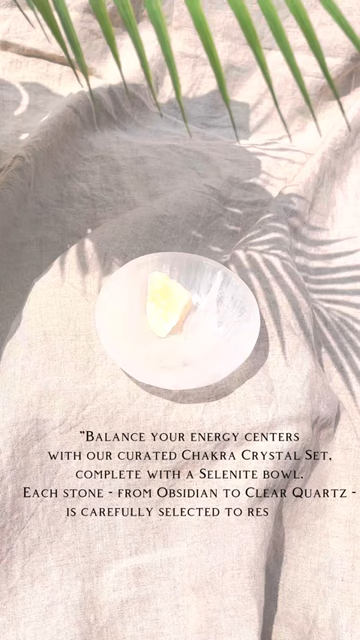 "Balance your energy centers
with our curated Chakra Crystal Set,
complete with a Selenite bowl.
Each stone - from Obsidian to Clear Quartz -
is carefully selected to res